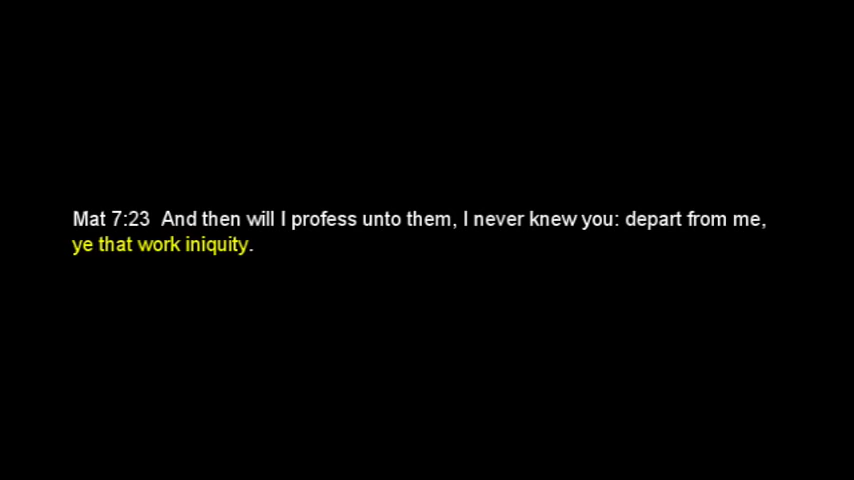 Mat 7:23  And then will I profess unto them, I never knew you: depart from me,
ye that work iniquity.